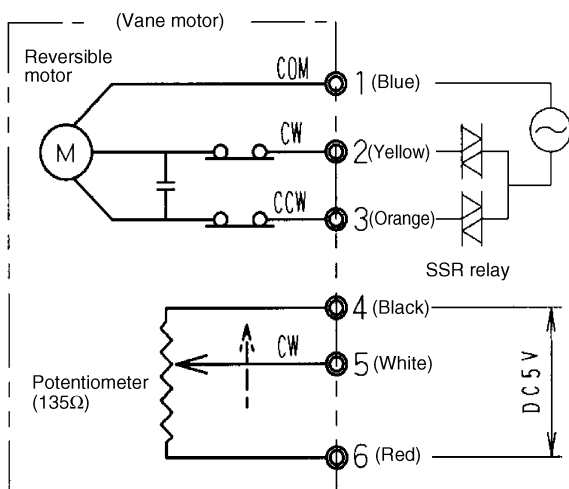 (Vane motor)
Reversible
motor
COM
1 (Blue)
M
CW
2 (Yellow)
CCW
3 (Orange)
SSR relay
4 (Black)
CW
5 (White)
Potentiometer
(135Ω)
DC5V
6 (Red)